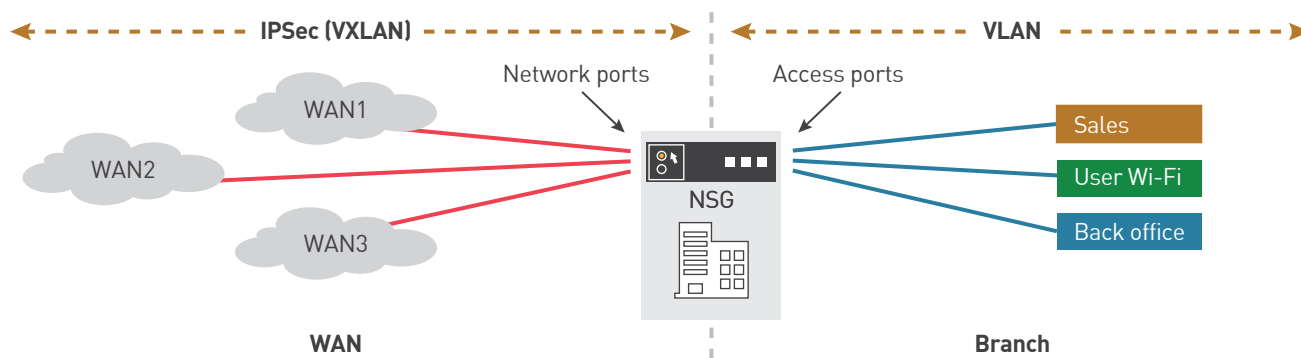 IPSec (VXLAN)
VLAN
Network ports
Access ports
WAN1
WAN2
WAN3
NSG
Sales
User Wi-Fi
Back office
WAN
Branch